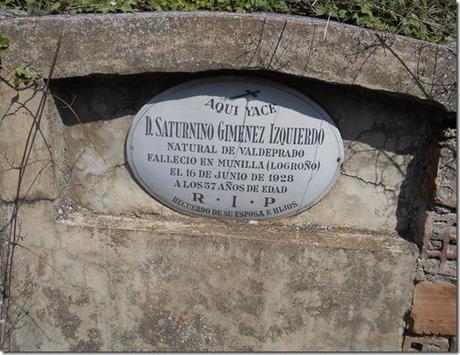 AQUI YACE
D. SATURNINO GIMÉNEZ IZQUIERDO
NATURAL DE VALDEPRADO
FALLECIO EN MUNILLA (LOGROÑO)
EL 16 DE JUNIO DE 1928
A LOS 57 AÑOS DE EDAD
R · I · P
RECUERDO DE SU ESPOSA E HIJOS